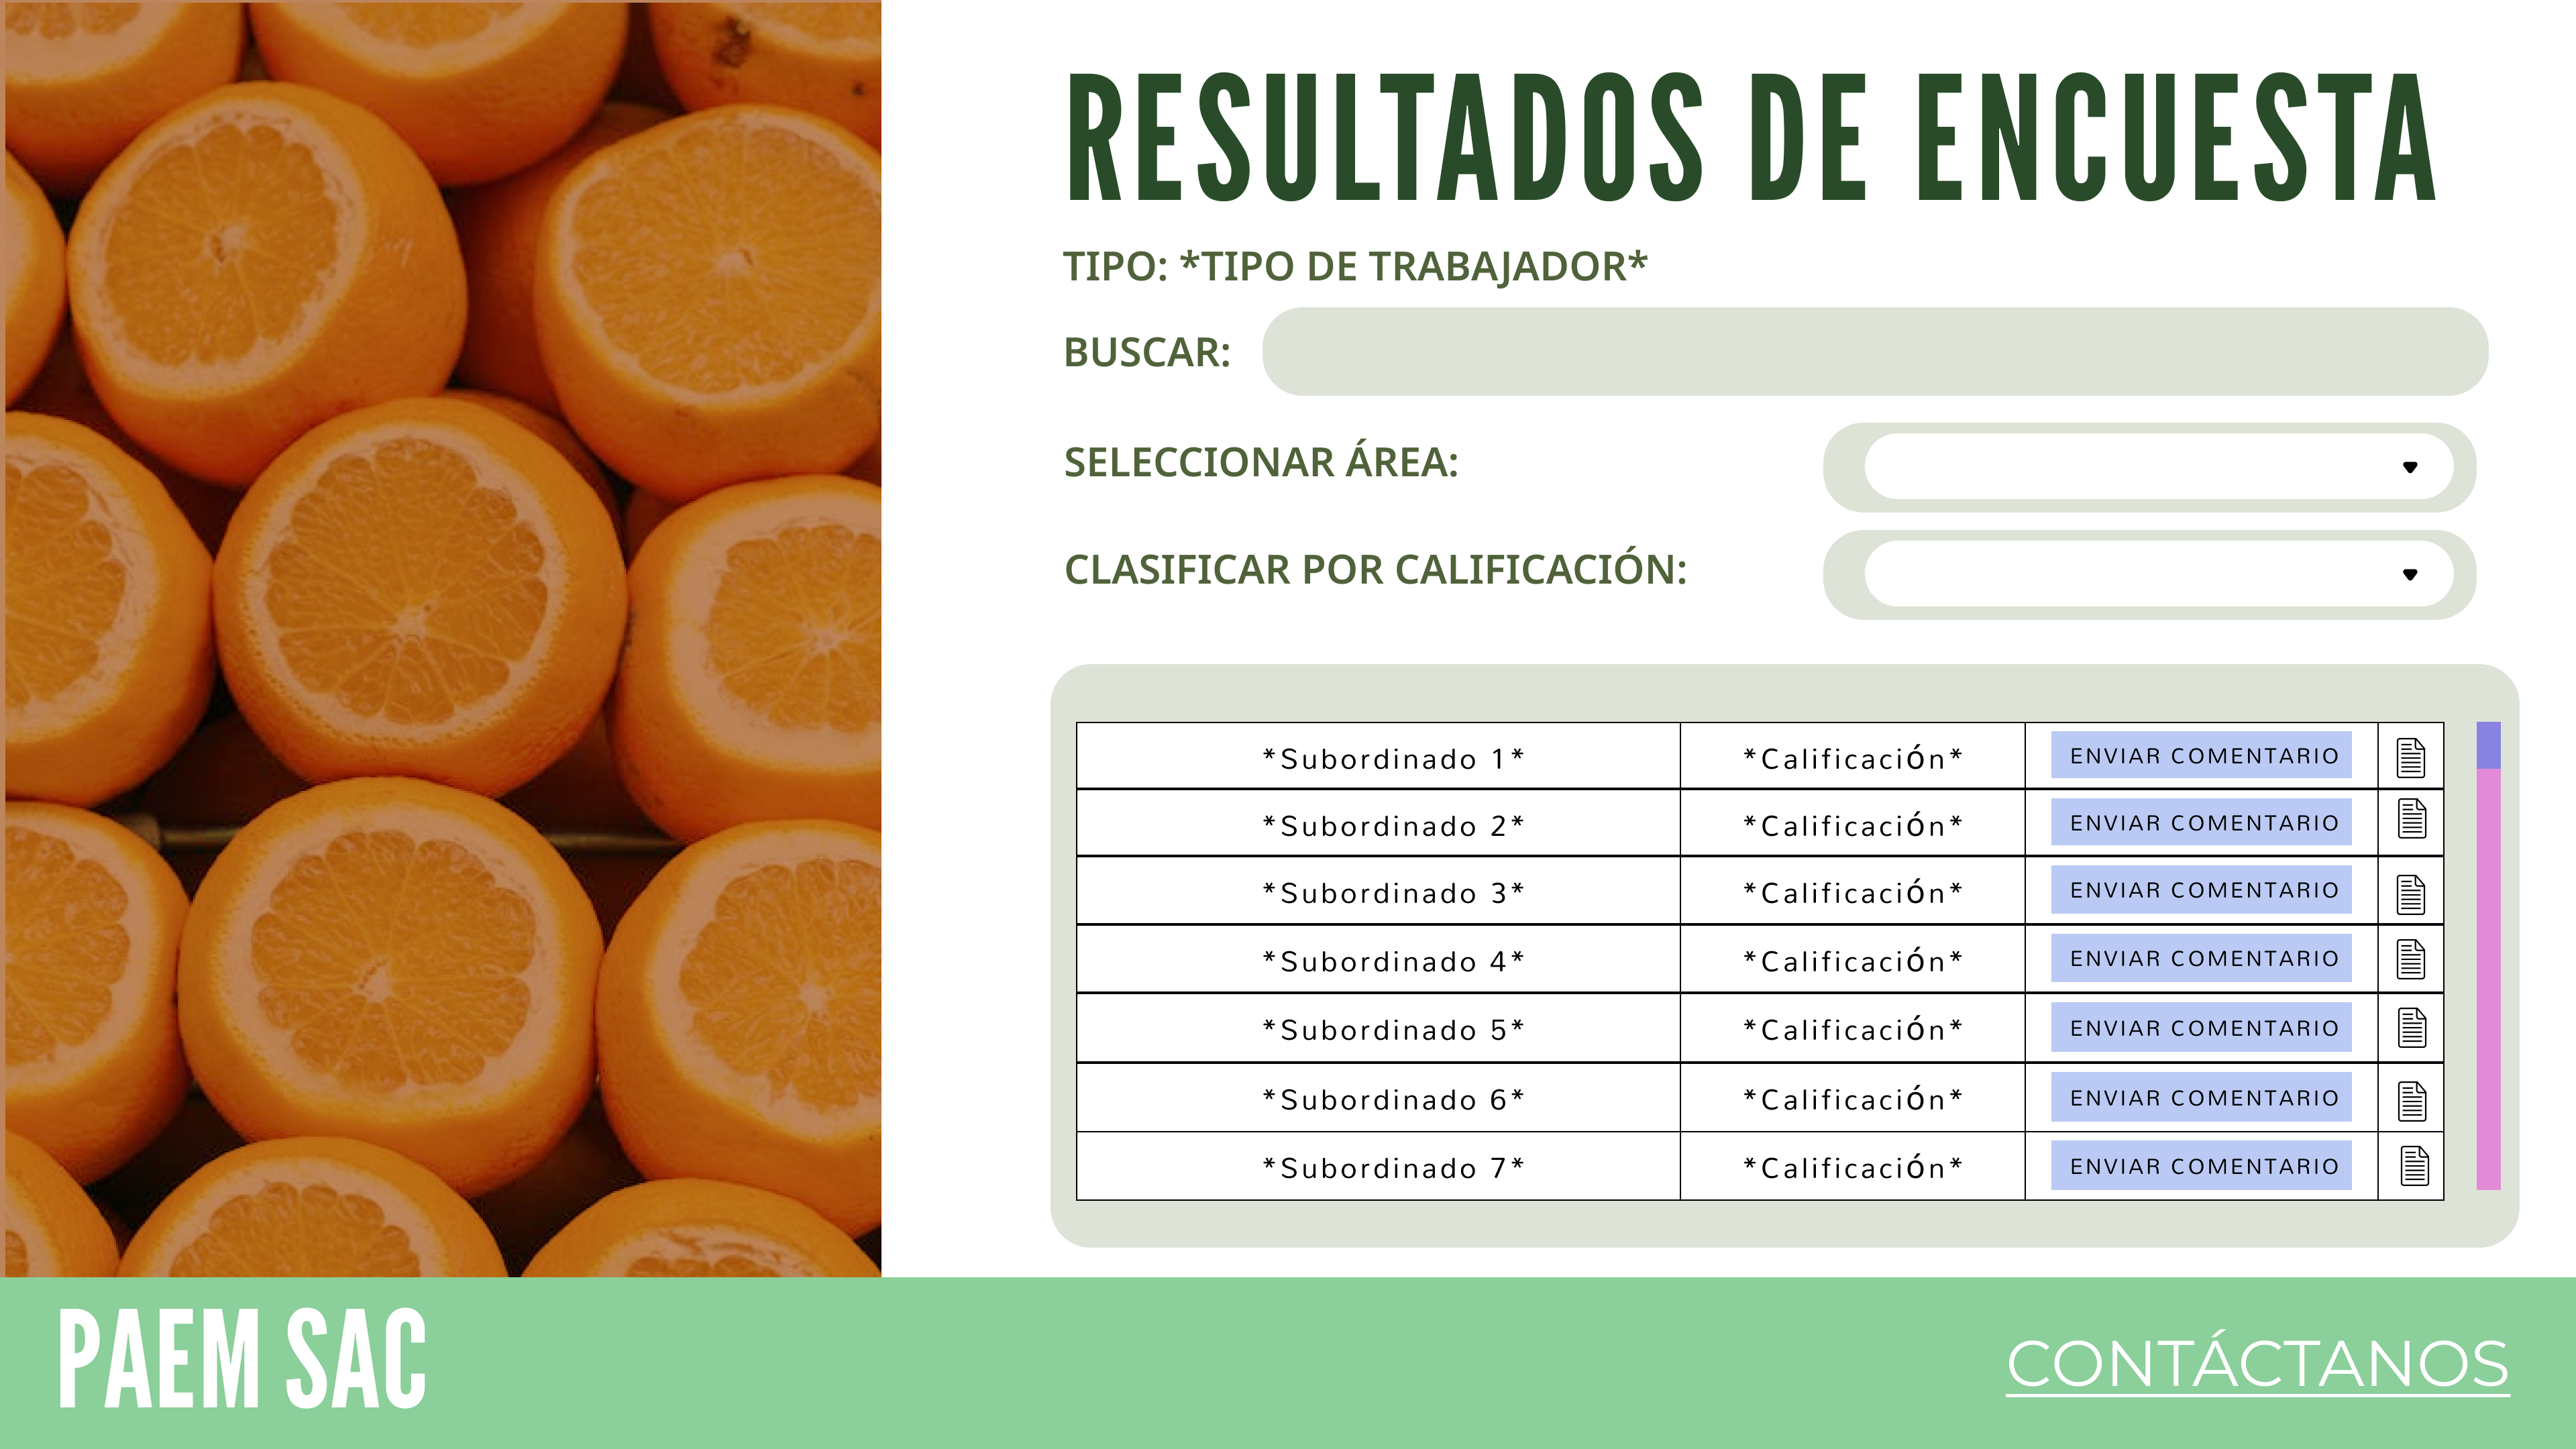 RESULTADOS DE ENCUESTA
TIPO: *TIPO DE TRABAJADOR*
BUSCAR:
SELECCIONAR ÁREA:
CLASIFICAR POR CALIFICACIÓN:
*Subordinado 1* *Calificación* ENVIAR COMENTARIO
*Subordinado 2* *Calificación* ENVIAR COMENTARIO
*Subordinado 3* *Calificación* ENVIAR COMENTARIO
*Subordinado 4* *Calificación* ENVIAR COMENTARIO
*Subordinado 5* *Calificación* ENVIAR COMENTARIO
*Subordinado 6* *Calificación* ENVIAR COMENTARIO
*Subordinado 7* *Calificación* ENVIAR COMENTARIO
PAEM SAC
CONTÁCTANOS